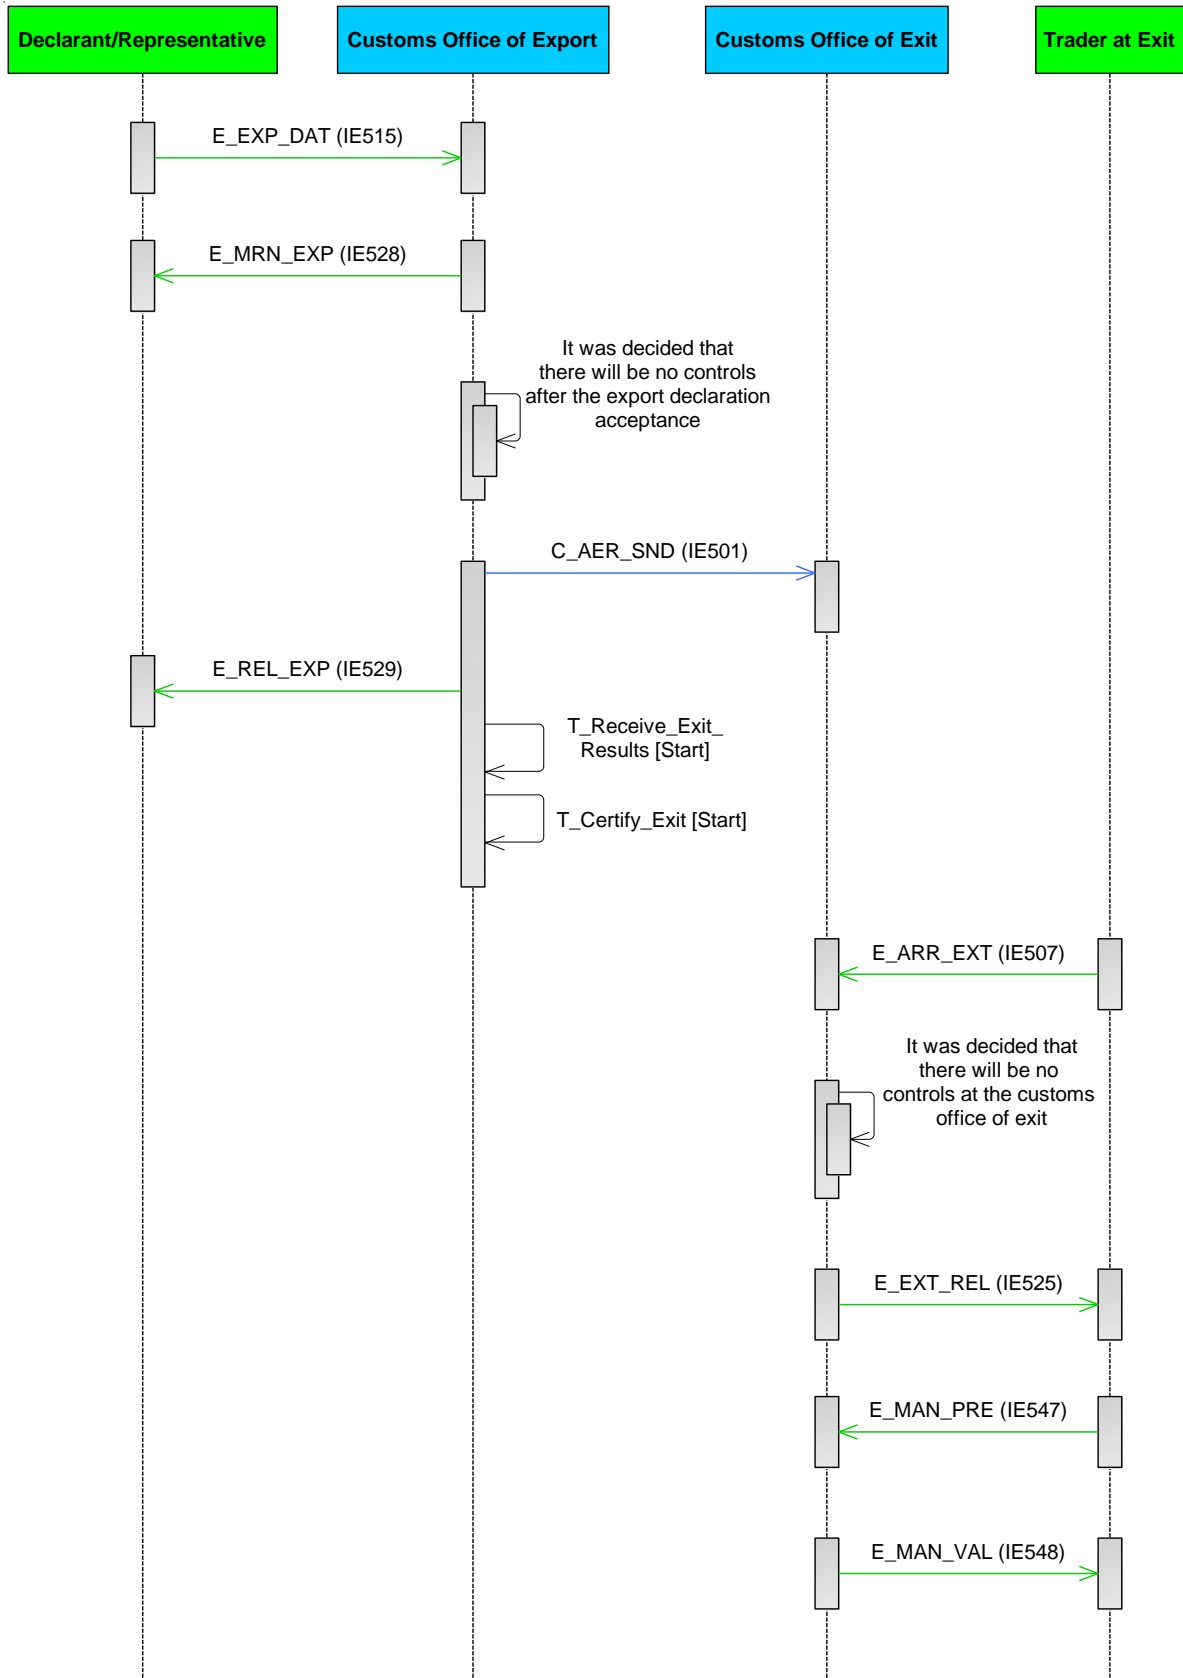 Declarant/Representative
Customs Office of Export
Customs Office of Exit
Trader at Exit
E_EXP_DAT (IE515)
E_MRN_EXP (IE528)
It was decided that
there will be no controls
after the export declaration
acceptance
C_AER_SND (IE501)
E_REL_EXP (IE529)
T_Receive_Exit_
Results [Start]
T_Certify_Exit [Start]
E_ARR_EXT (IE507)
It was decided that
there will be no
controls at the customs
office of exit
E_EXT_REL (IE525)
E_MAN_PRE (IE547)
E_MAN_VAL (IE548)